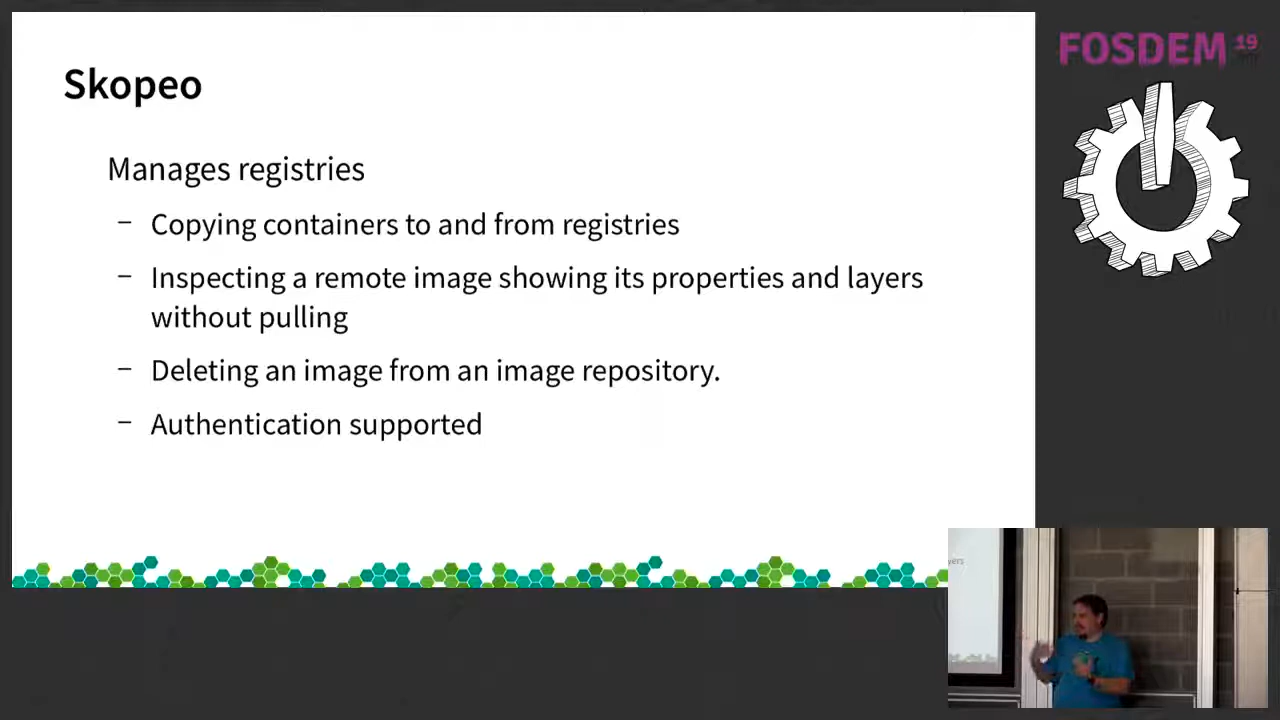 Skopeo
Manages registries
– Copying containers to and from registries
– Inspecting a remote image showing its properties and layers
without pulling
– Deleting an image from an image repository.
– Authentication supported
FOSDEM 19